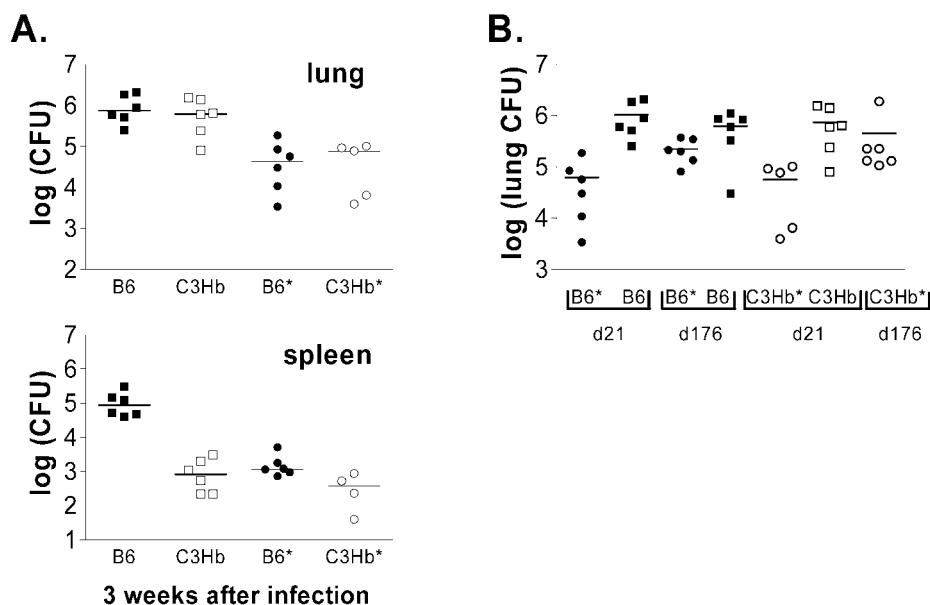 A.
7
lung
6
5
4
3
2
log (CFU)
B6 C3Hb B6* C3Hb*
7
spleen
6
5
4
3
2
1
log (CFU)
B6 C3Hb B6* C3Hb*
3 weeks after infection
B.
7
6
5
4
3
log (lung CFU)
B6* B6 B6* B6 C3Hb* C3Hb C3Hb*
d21 d176 d21 d176